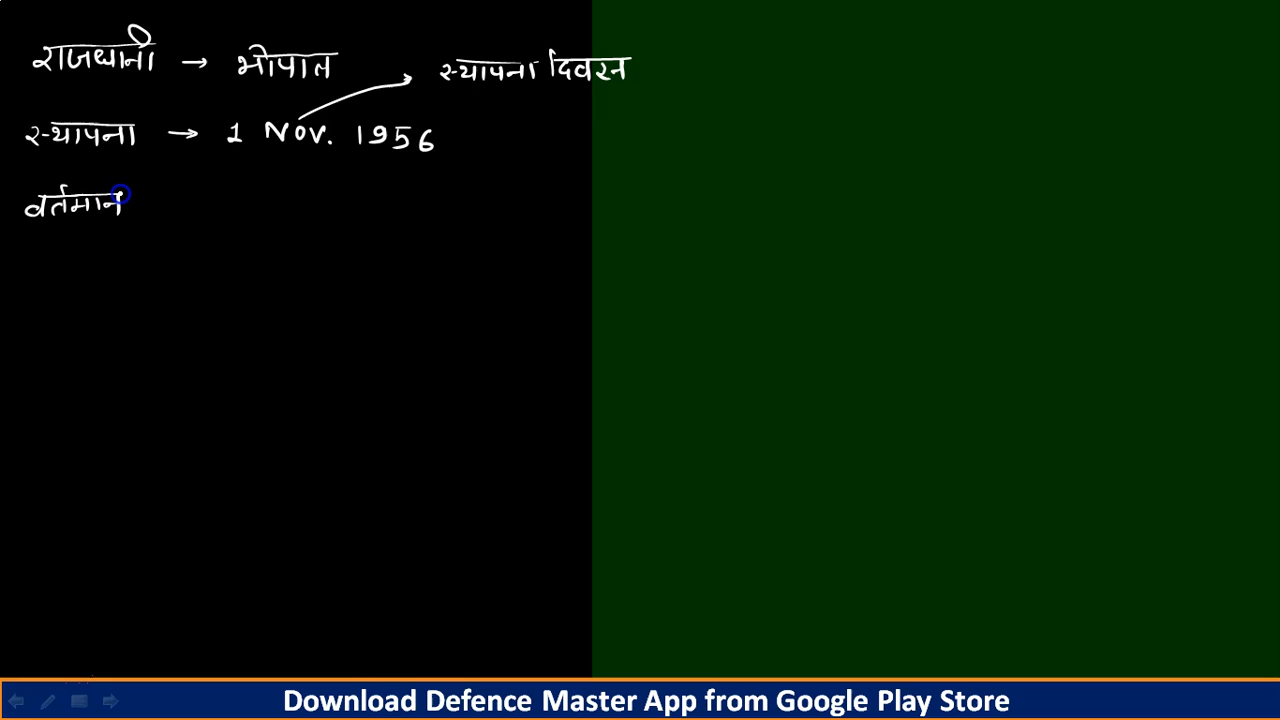 राजधानी → भोपाल स्थापना दिवस
स्थापना → 1 Nov. 1956
वर्तमान
Download Defence Master App from Google Play Store